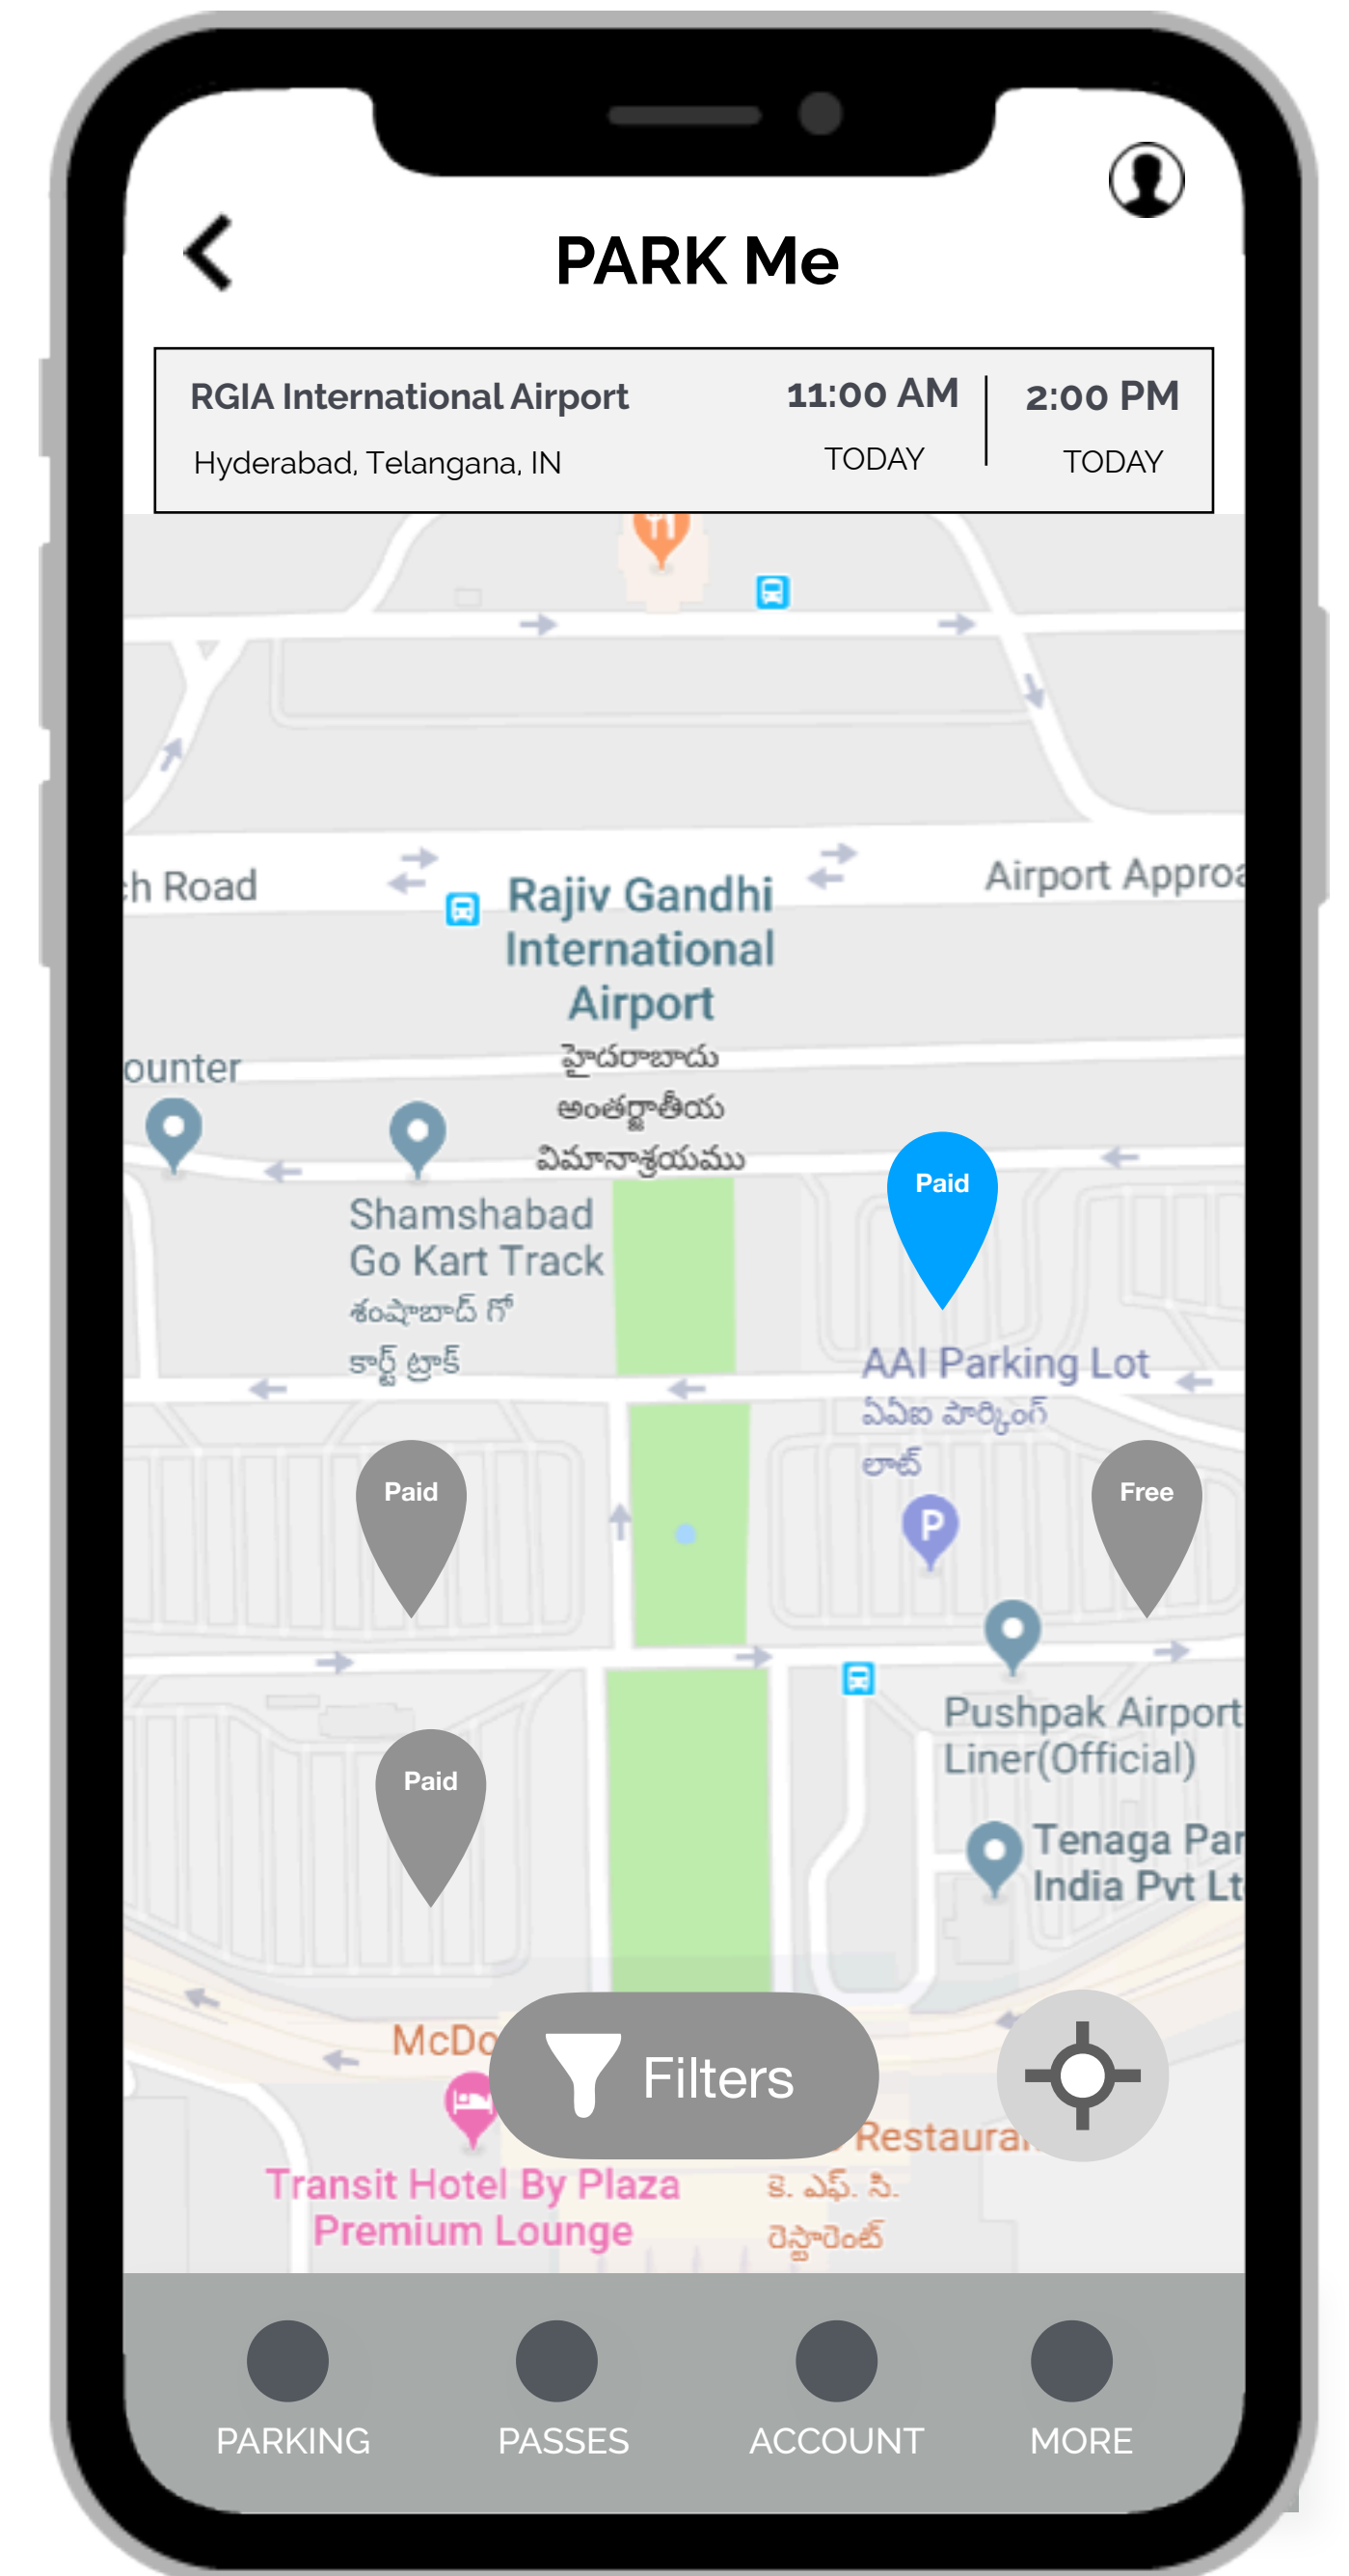 PARK Me
RGIA International Airport
11:00 AM
2:00 PM
Hyderabad, Telangana, IN
TODAY
TODAY
ch Road
Airport Approa
Rajiv Gandhi
International
Airport
హైదరాబాదు
అంతర్జాతీయ
విమానాశ్రయము
ounter
Shamshabad
Go Kart Track
శంషాబాద్ గో
కార్ట్ ట్రాక్
Paid
AAI Parking Lot
ఏఏఐ పార్కింగ్
లాట్
Paid
Free
P
Pushpak Airport
Liner(Official)
Paid
Tenaga Par
India Pvt Lt
McDo
Filters
Restauran
Transit Hotel By Plaza
Premium Lounge
కె. ఎఫ్. సి.
రెస్టారెంట్
PARKING
PASSES
ACCOUNT
MORE